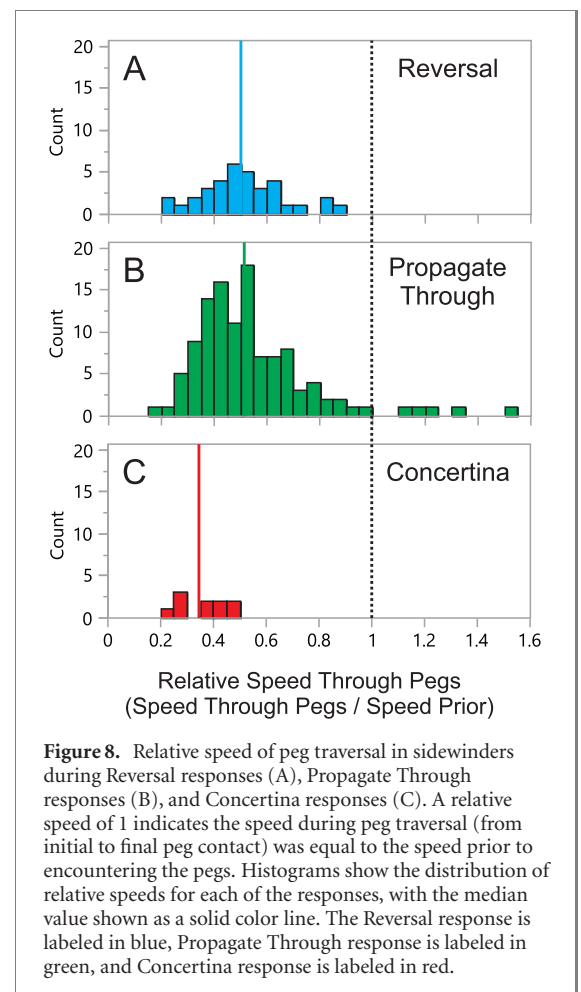 20
15
10
5
0
Count
A
Reversal
20
15
10
5
0
Count
B
Propagate
Through
20
15
10
5
0
Count
C
Concertina
0 0.2 0.4 0.6 0.8 1 1.2 1.4 1.6
Relative Speed Through Pegs
(Speed Through Pegs / Speed Prior)
Figure 8. Relative speed of peg traversal in sidewinders
during Reversal responses (A), Propagate Through
responses (B), and Concertina responses (C). A relative
speed of 1 indicates the speed during peg traversal (from
initial to final peg contact) was equal to the speed prior to
encountering the pegs. Histograms show the distribution of
relative speeds for each of the responses, with the median
value shown as a solid color line. The Reversal response is
labeled in blue, Propagate Through response is labeled in
green, and Concertina response is labeled in red.